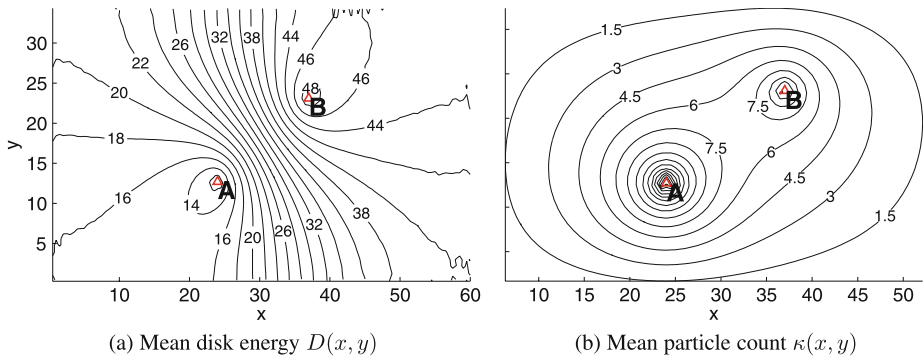 30
25
20
15
10
5
y
10 20 30 40 50 60
x
22 26 32 38 44
46
48
46
20
B
44
18
16
A
14
16 20 26 32 38
(a) Mean disk energy D(x, y)
1.5
3
4.5
6
7.5
B
7.5
6
A
4.5
3
1.5
10 15 20 25 30 35 40 45 50
x
(b) Mean particle count κ(x, y)